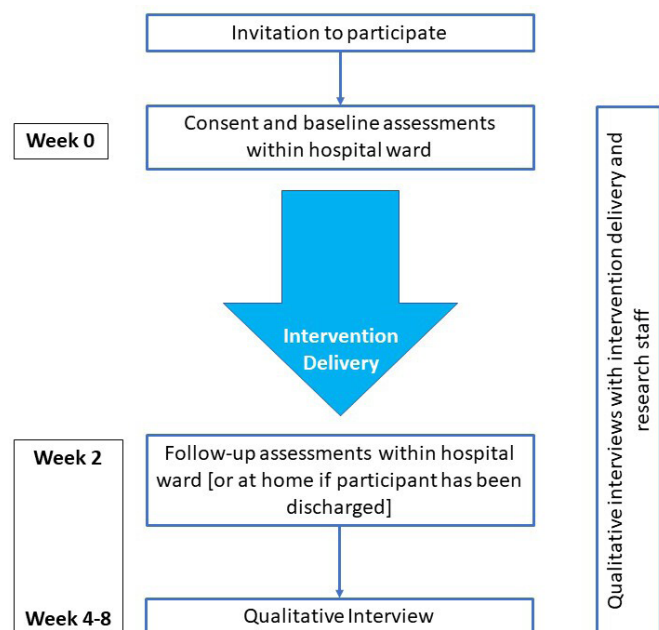 Invitation to participate
Week 0
Consent and baseline assessments
within hospital ward
Intervention
Delivery
Week 2
Follow-up assessments within hospital
ward [or at home if participant has been
discharged]
Week 4-8
Qualitative Interview
Qualitative interviews with intervention delivery and
research staff